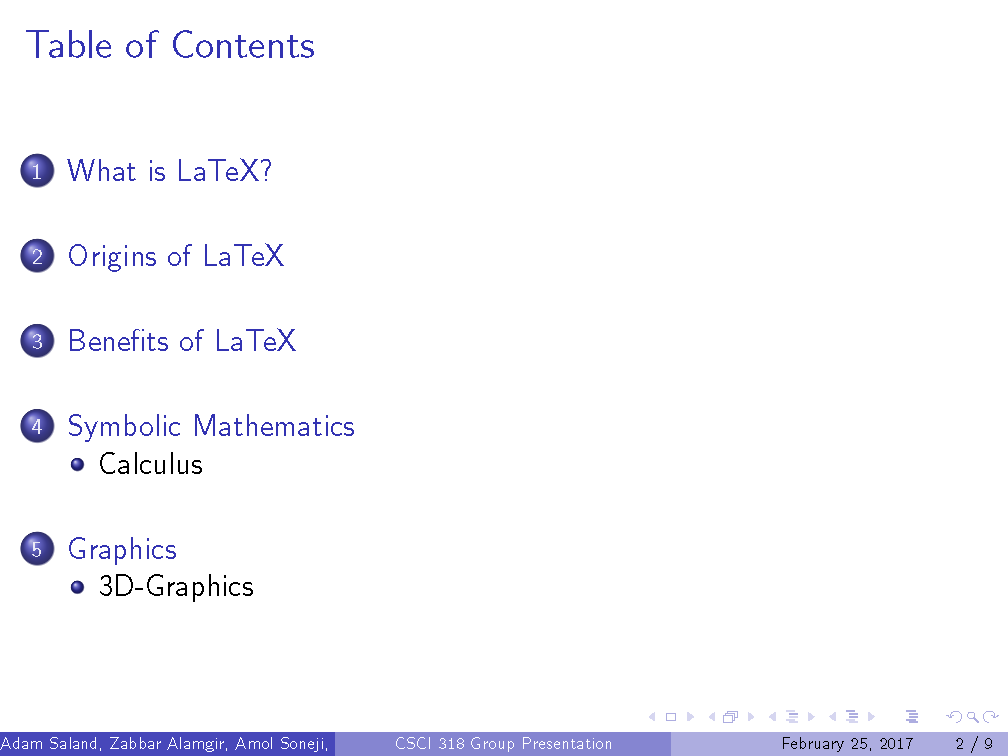 Table of Contents
1 What is LaTeX?
2 Origins of LaTeX
3 Benefits of LaTeX
4 Symbolic Mathematics
Calculus
5 Graphics
3D-Graphics
Adam Saland, Zabbar Alamgir, Amol Soneji, CSCI 318 Group Presentation February 25, 2017 2 / 9